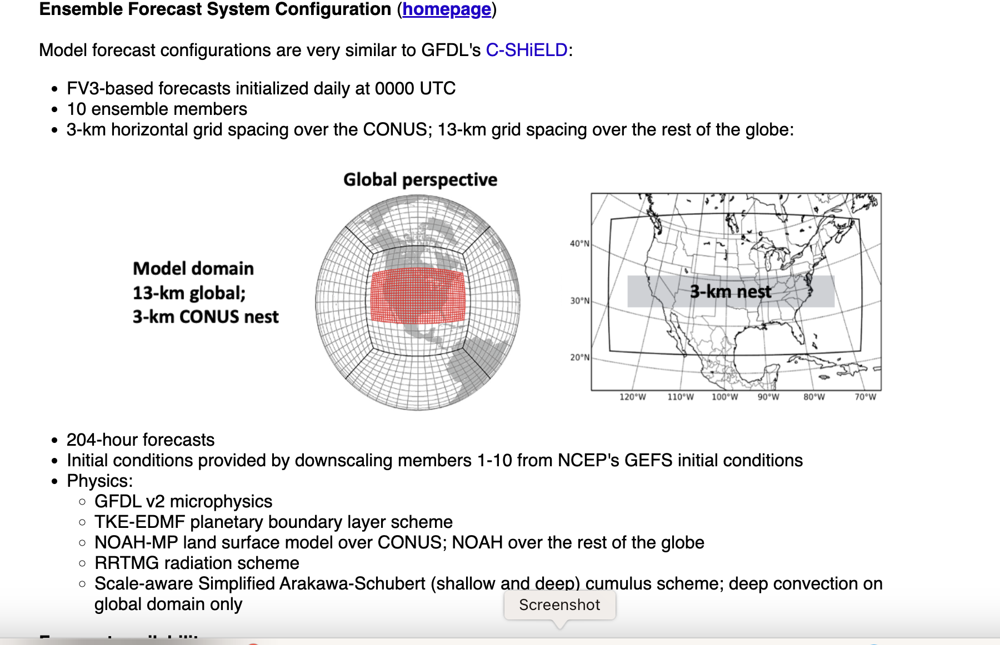 Ensemble Forecast System Configuration (homepage)
Model forecast configurations are very similar to GFDL's C-SHiELD:
• FV3-based forecasts initialized daily at 0000 UTC
• 10 ensemble members
• 3-km horizontal grid spacing over the CONUS; 13-km grid spacing over the rest of the globe:
Global perspective
Model domain
13-km global;
3-km CONUS nest
40°N
30°N
20°N
3-km nest
120°W 110°W 100°W 90°W 80°W 70°W
• 204-hour forecasts
• Initial conditions provided by downscaling members 1-10 from NCEP's GEFS initial conditions
• Physics:
◦ GFDL v2 microphysics
◦ TKE-EDMF planetary boundary layer scheme
◦ NOAH-MP land surface model over CONUS; NOAH over the rest of the globe
◦ RRTMG radiation scheme
◦ Scale-aware Simplified Arakawa-Schubert (shallow and deep) cumulus scheme; deep convection on
global domain only
Screenshot